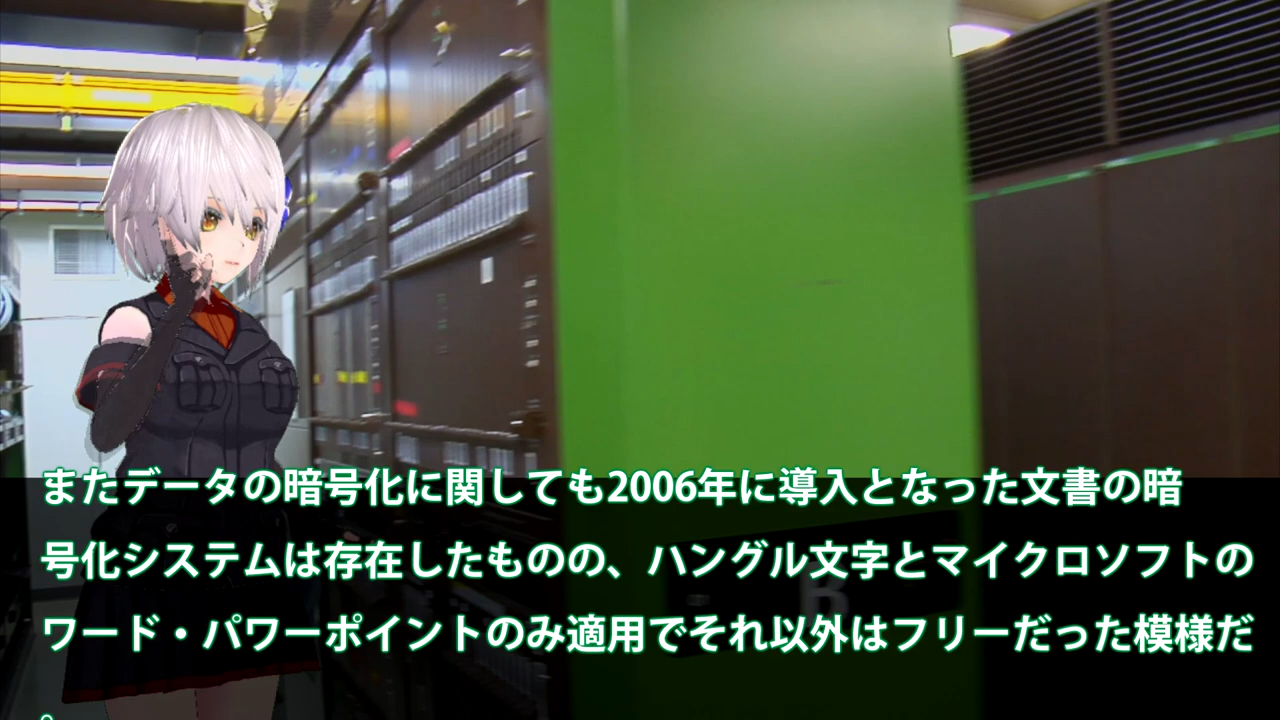 またデータの暗号化に関しても2006年に導入となった文書の暗
号化システムは存在したものの、ハングル文字とマイクロソフトの
ワード・パワーポイントのみ適用でそれ以外はフリーだった模様だ
。